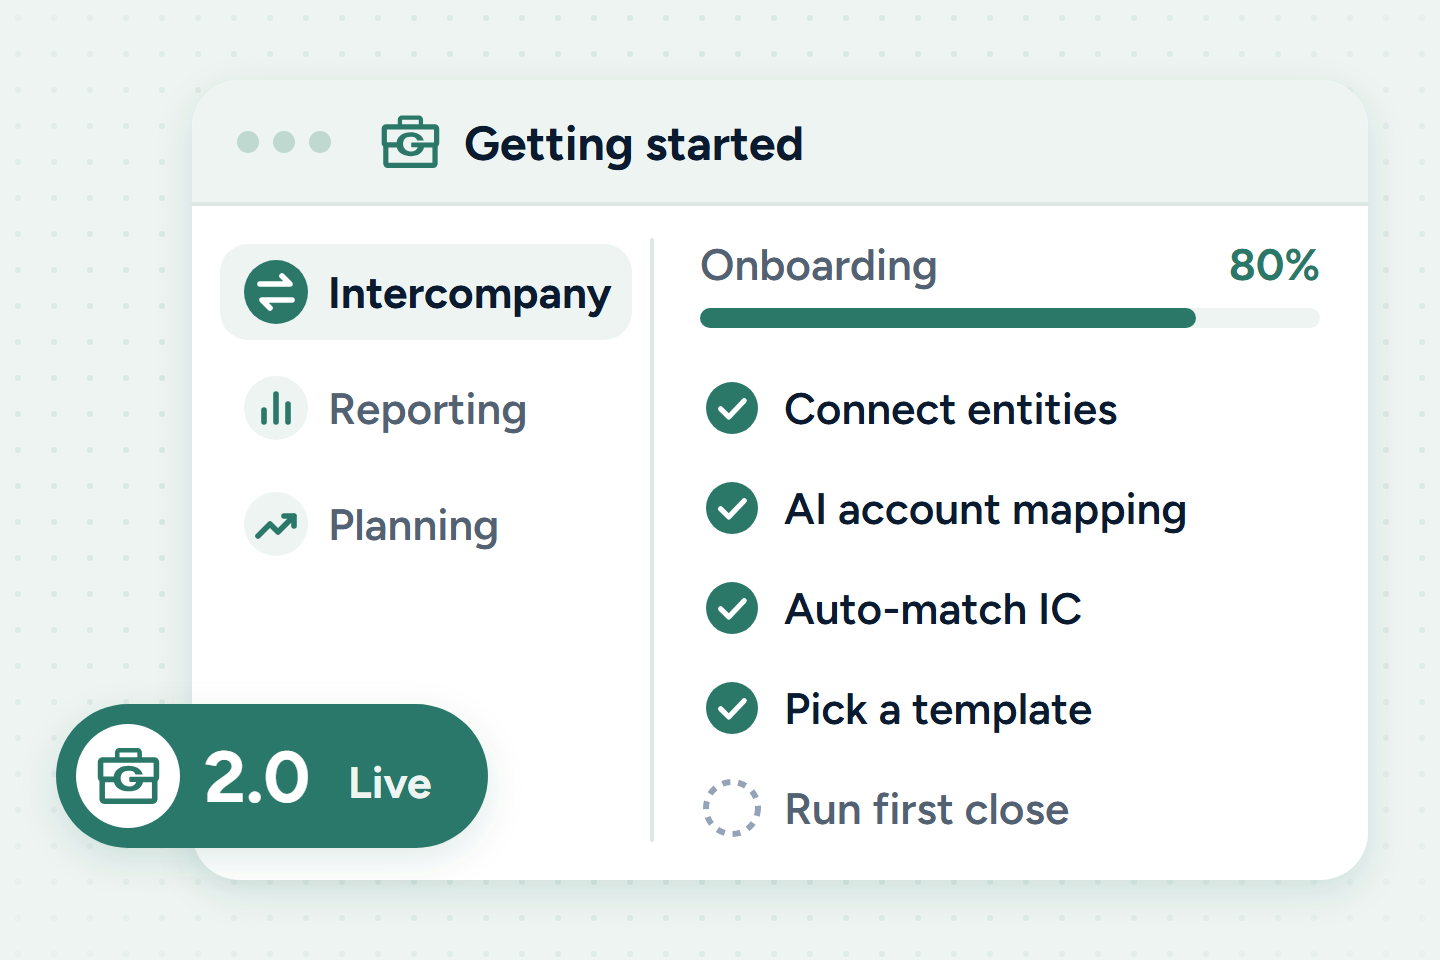 Getting started
Intercompany
Reporting
Planning
Onboarding 80%
Connect entities
AI account mapping
Auto-match IC
Pick a template
Run first close
G 2.0 Live